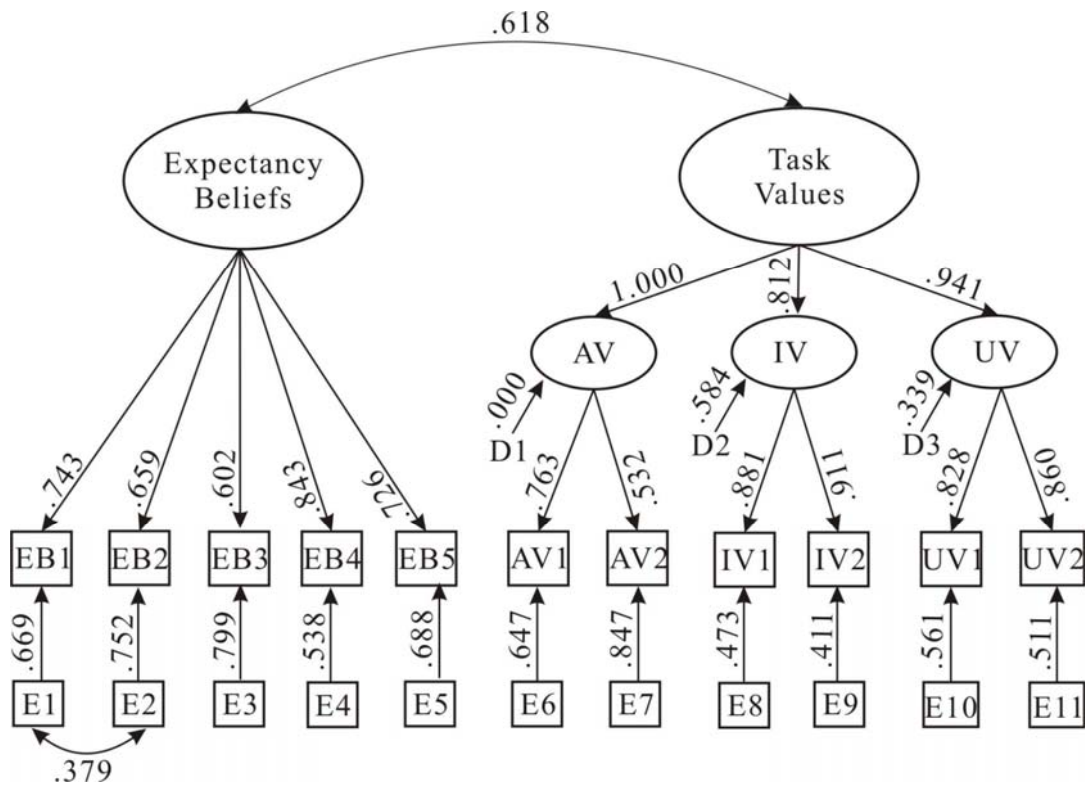 .618
Expectancy
Beliefs
Task
Values
1.000
.812
.941
AV
IV
UV
.000
.584
.339
D1
D2
D3
.743
.659
.602
.843
.726
.763
.532
.881
.911
.828
.860
EB1
EB2
EB3
EB4
EB5
AV1
AV2
IV1
IV2
UV1
UV2
.669
.752
.799
.538
.688
.647
.847
.473
.411
.561
.511
E1
E2
E3
E4
E5
E6
E7
E8
E9
E10
E11
.379